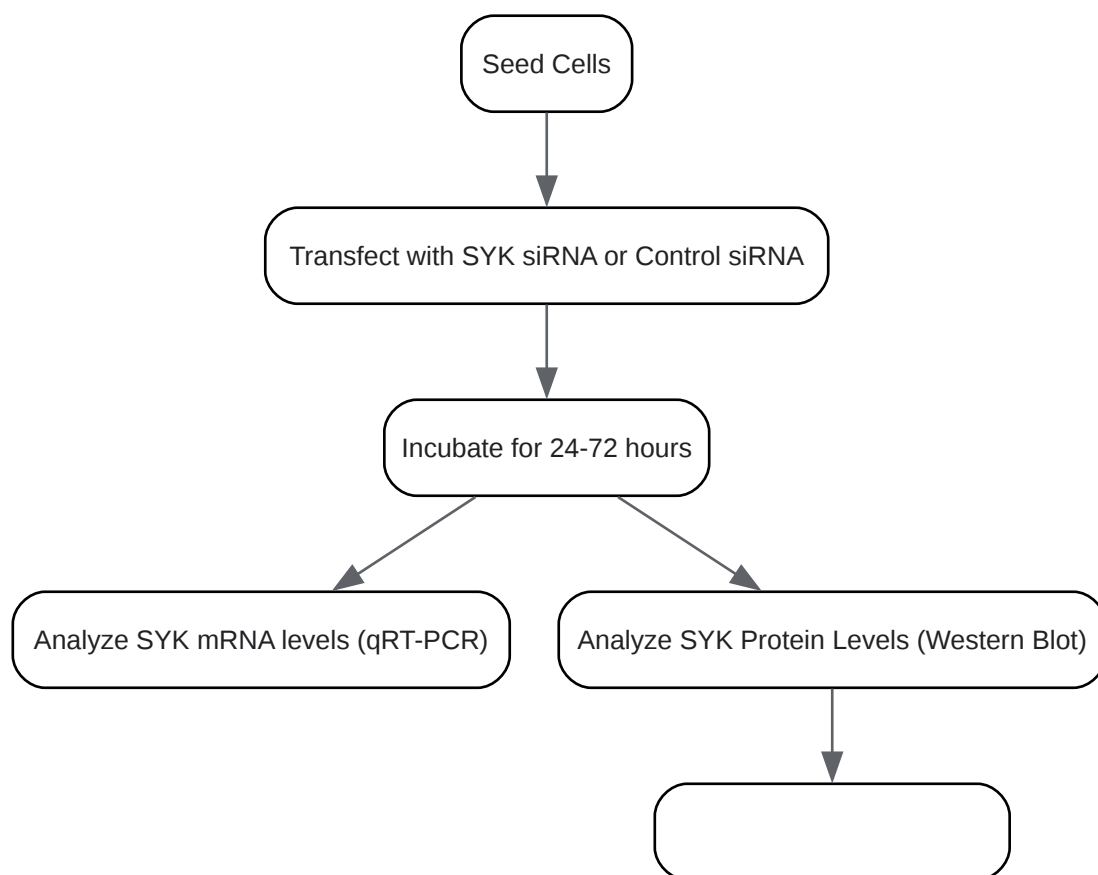 Seed Cells
Transfect with SYK siRNA or Control siRNA
Incubate for 24-72 hours
Analyze SYK mRNA levels (qRT-PCR)
Analyze SYK Protein Levels (Western Blot)